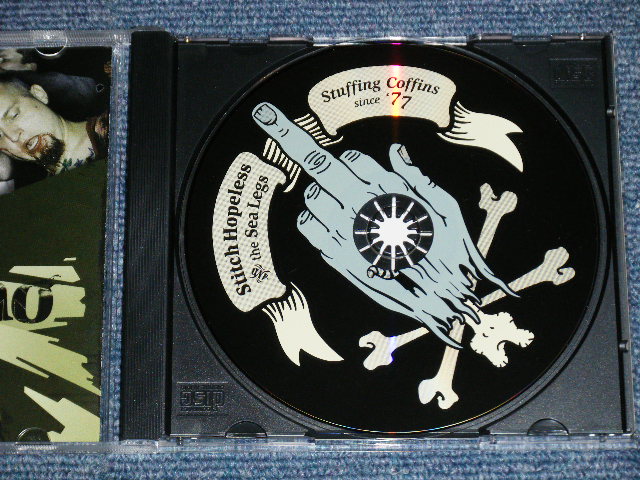 Stuffing Coffins
since '77
Stitch Hopeless
and the Sea Legs